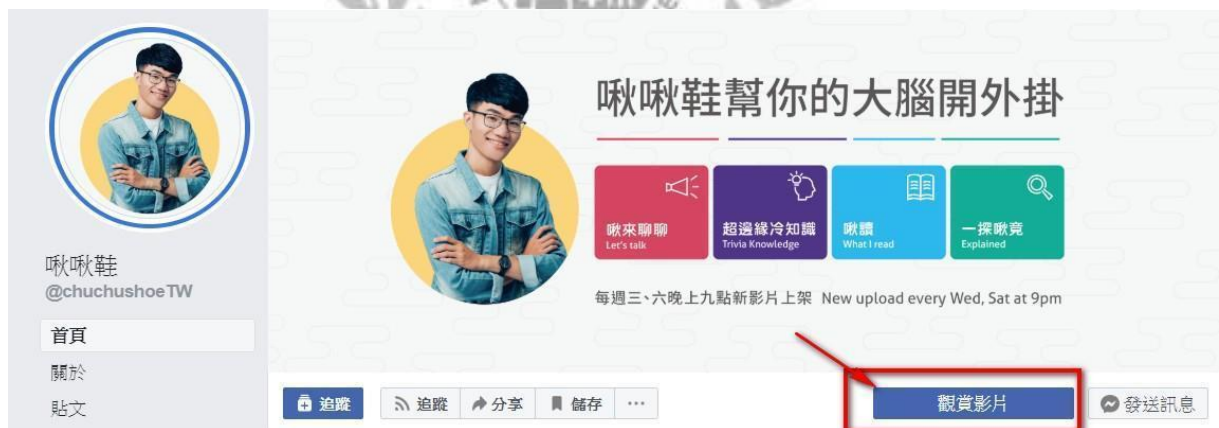 啾啾鞋幫你的大腦開外掛
啾來聊聊
Let's talk
超邊緣冷知識
Trivia Knowledge
啾讀
What I read
一探啾竟
Explained
每週三、六晚上九點新影片上架 New upload every Wed, Sat at 9pm
啾啾鞋
@chuchushoeTW
首頁
關於
貼文
追蹤
追蹤
分享
儲存
觀賞影片
發送訊息